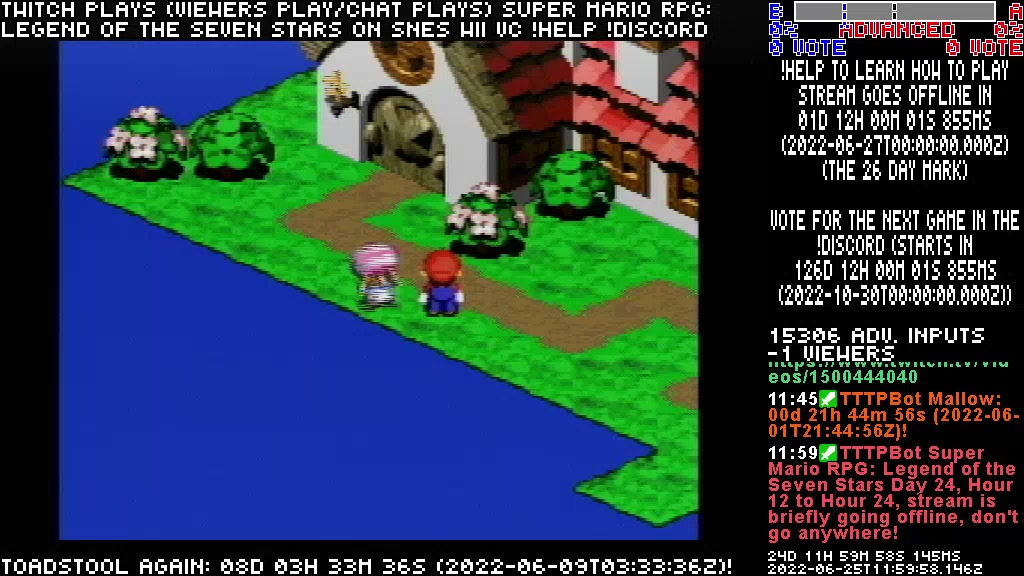 TWITCH PLAYS (VIEWERS PLAY/CHAT PLAYS) SUPER MARIO RPG:
LEGEND OF THE SEVEN STARS ON SNES WII VC !HELP !DISCORD
B A
0% ADVANCED 0%
0 VOTE 0 VOTE
!HELP TO LEARN HOW TO PLAY
STREAM GOES OFFLINE IN
01D 12H 00M 01S 855MS
(2022-06-27T00:00:00.000Z)
(THE 26 DAY MARK)
VOTE FOR THE NEXT GAME IN THE
!DISCORD (STARTS IN
126D 12H 00M 01S 855MS
(2022-10-30T00:00:00.000Z))
15306 ADV. INPUTS
-1 VIEWERS
https://www.twitch.tv/vid
eos/1500444040
11:45 TTTPBot Mallow:
00d 21h 44m 56s (2022-06-
01T21:44:56Z)!
11:59 TTTPBot Super
Mario RPG: Legend of the
Seven Stars Day 24, Hour
12 to Hour 24, stream is
briefly going offline, don't
go anywhere!
24D 11H 59M 58S 145MS
2022-06-25T11:59:58.146Z
TOADSTOOL AGAIN: 08D 03H 33M 36S (2022-06-09T03:33:36Z)!